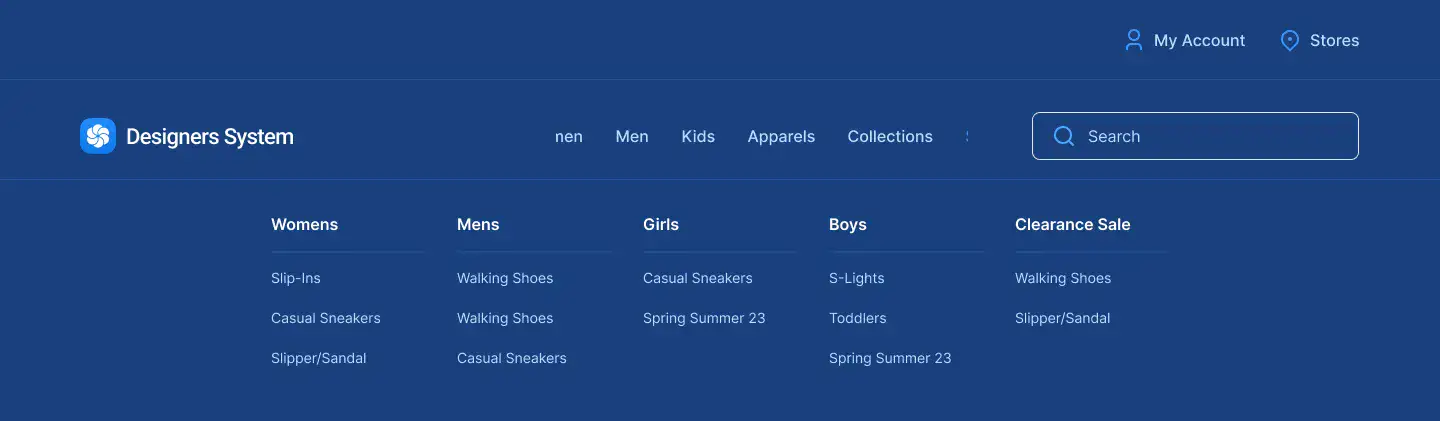 My Account Stores
Designers System nen Men Kids Apparels Collections Search
Womens Mens Girls Boys Clearance Sale
Slip-Ins Walking Shoes Casual Sneakers S-Lights Walking Shoes
Casual Sneakers Walking Shoes Spring Summer 23 Toddlers Slipper/Sandal
Slipper/Sandal Casual Sneakers Spring Summer 23